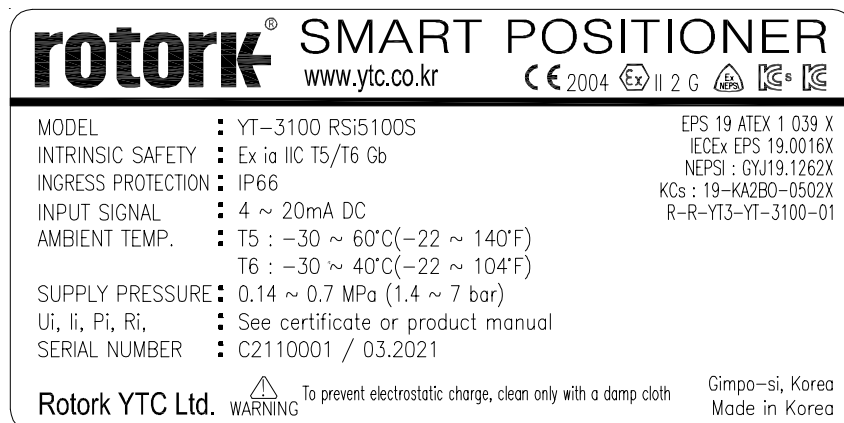 rotork® SMART POSITIONER
www.ytc.co.kr CE 2004 Ex II 2 G Ex NEPSI KCs KC
MODEL : YT-3100 RSi5100S
EPS 19 ATEX 1 039 X
INTRINSIC SAFETY : Ex ia IIC T5/T6 Gb
IECEx EPS 19.0016X
INGRESS PROTECTION : IP66
NEPSI : GYJ19.1262X
KCs : 19-KA2BO-0502X
INPUT SIGNAL : 4 ~ 20mA DC
R-R-YT3-YT-3100-01
AMBIENT TEMP. : T5 : -30 ~ 60°C(-22 ~ 140°F)
T6 : -30 ~ 40°C(-22 ~ 104°F)
SUPPLY PRESSURE : 0.14 ~ 0.7 MPa (1.4 ~ 7 bar)
Ui, Ii, Pi, Ri, : See certificate or product manual
SERIAL NUMBER : C2110001 / 03.2021
Rotork YTC Ltd. WARNING To prevent electrostatic charge, clean only with a damp cloth
Gimpo-si, Korea
Made in Korea